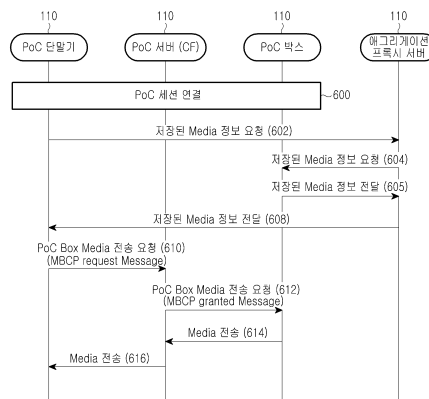 110
110
110
110
PoC 단말기
PoC 서버 (CF)
PoC 박스
애그리게이션
프록시 서버
PoC 세션 연결
600
저장된 Media 정보 요청 (602)
저장된 Media 정보 요청 (604)
저장된 Media 정보 전달 (605)
저장된 Media 정보 전달 (608)
PoC Box Media 전송 요청 (610)
(MBCP request Message)
PoC Box Media 전송 요청 (612)
(MBCP granted Message)
Media 전송 (614)
Media 전송 (616)